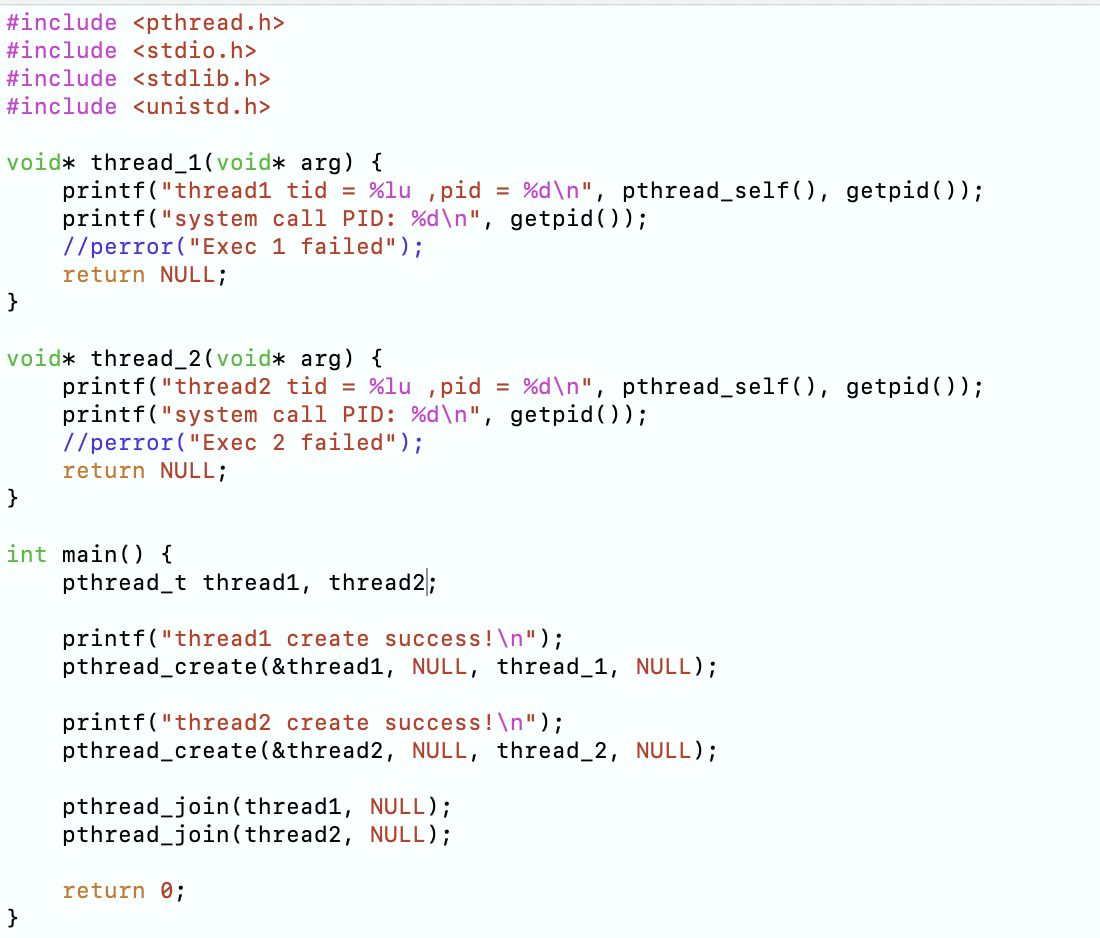 #include <pthread.h>
#include <stdio.h>
#include <stdlib.h>
#include <unistd.h>

void* thread_1(void* arg) {
    printf("thread1 tid = %lu ,pid = %d\n", pthread_self(), getpid());
    printf("system call PID: %d\n", getpid());
    //perror("Exec 1 failed");
    return NULL;
}

void* thread_2(void* arg) {
    printf("thread2 tid = %lu ,pid = %d\n", pthread_self(), getpid());
    printf("system call PID: %d\n", getpid());
    //perror("Exec 2 failed");
    return NULL;
}

int main() {
    pthread_t thread1, thread2;

    printf("thread1 create success!\n");
    pthread_create(&thread1, NULL, thread_1, NULL);

    printf("thread2 create success!\n");
    pthread_create(&thread2, NULL, thread_2, NULL);

    pthread_join(thread1, NULL);
    pthread_join(thread2, NULL);

    return 0;
}